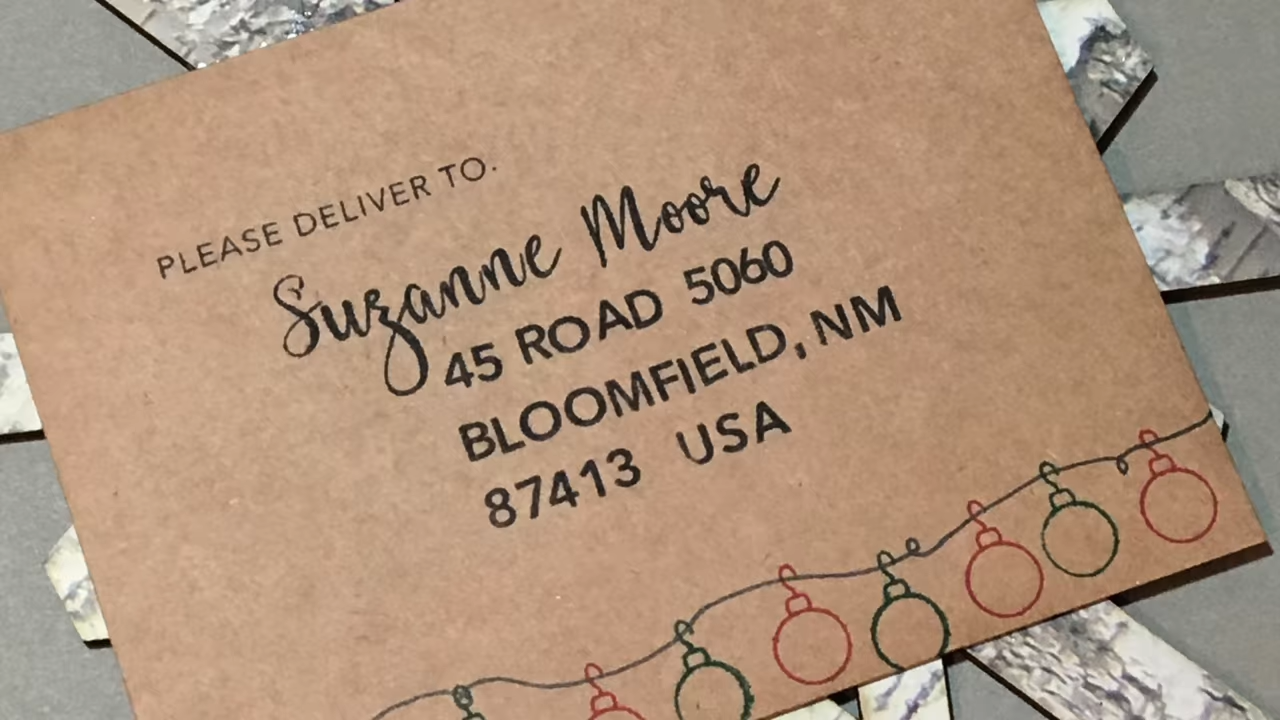 PLEASE DELIVER TO.
Suzanne Moore
45 ROAD 5060
BLOOMFIELD, NM
87413 USA